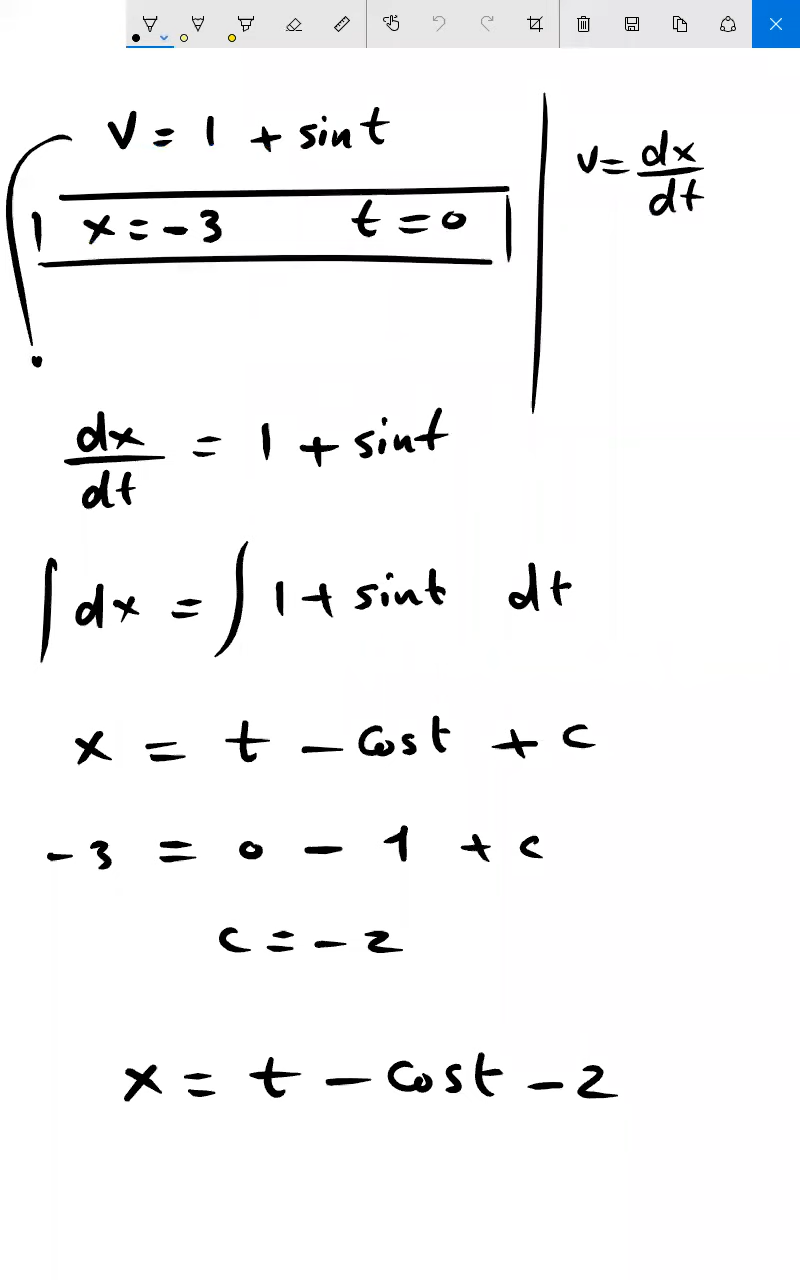 v = 1 + sint
x = -3 t = 0
v = dx/dt
dx/dt = 1 + sint
∫ dx = ∫ 1 + sint dt
x = t - cost + c
-3 = 0 - 1 + c
c = -2
x = t - cost - 2